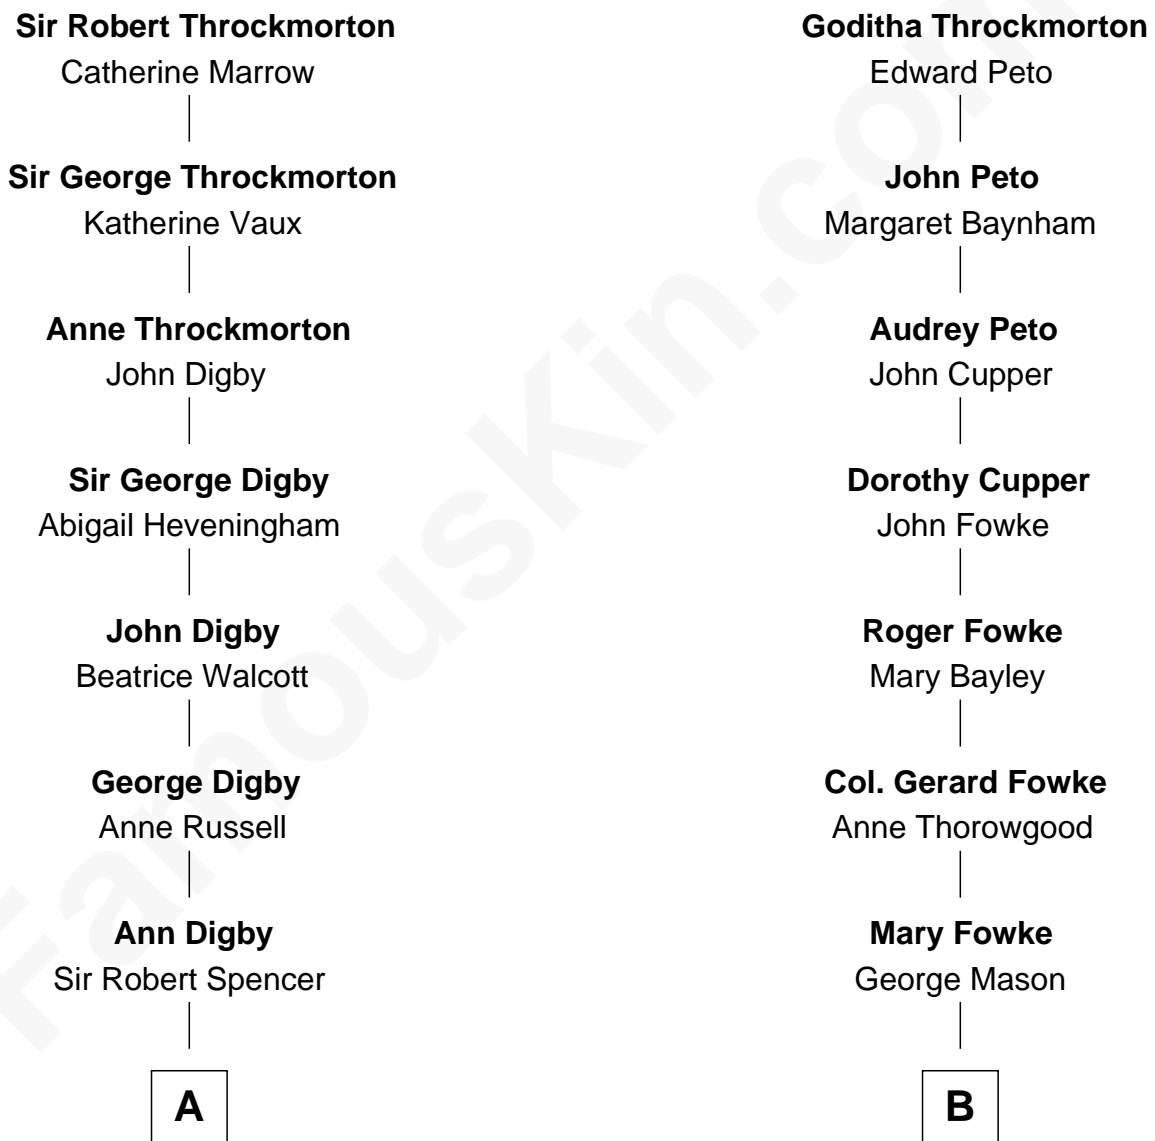 Sir Robert Throckmorton
Catherine Marrow
Sir George Throckmorton
Katherine Vaux
Anne Throckmorton
John Digby
Sir George Digby
Abigail Heveningham
John Digby
Beatrice Walcott
George Digby
Anne Russell
Ann Digby
Sir Robert Spencer
A
Goditha Throckmorton
Edward Peto
John Peto
Margaret Baynham
Audrey Peto
John Cupper
Dorothy Cupper
John Fowke
Roger Fowke
Mary Bayley
Col. Gerard Fowke
Anne Thorowgood
Mary Fowke
George Mason
B
FamousKin.com